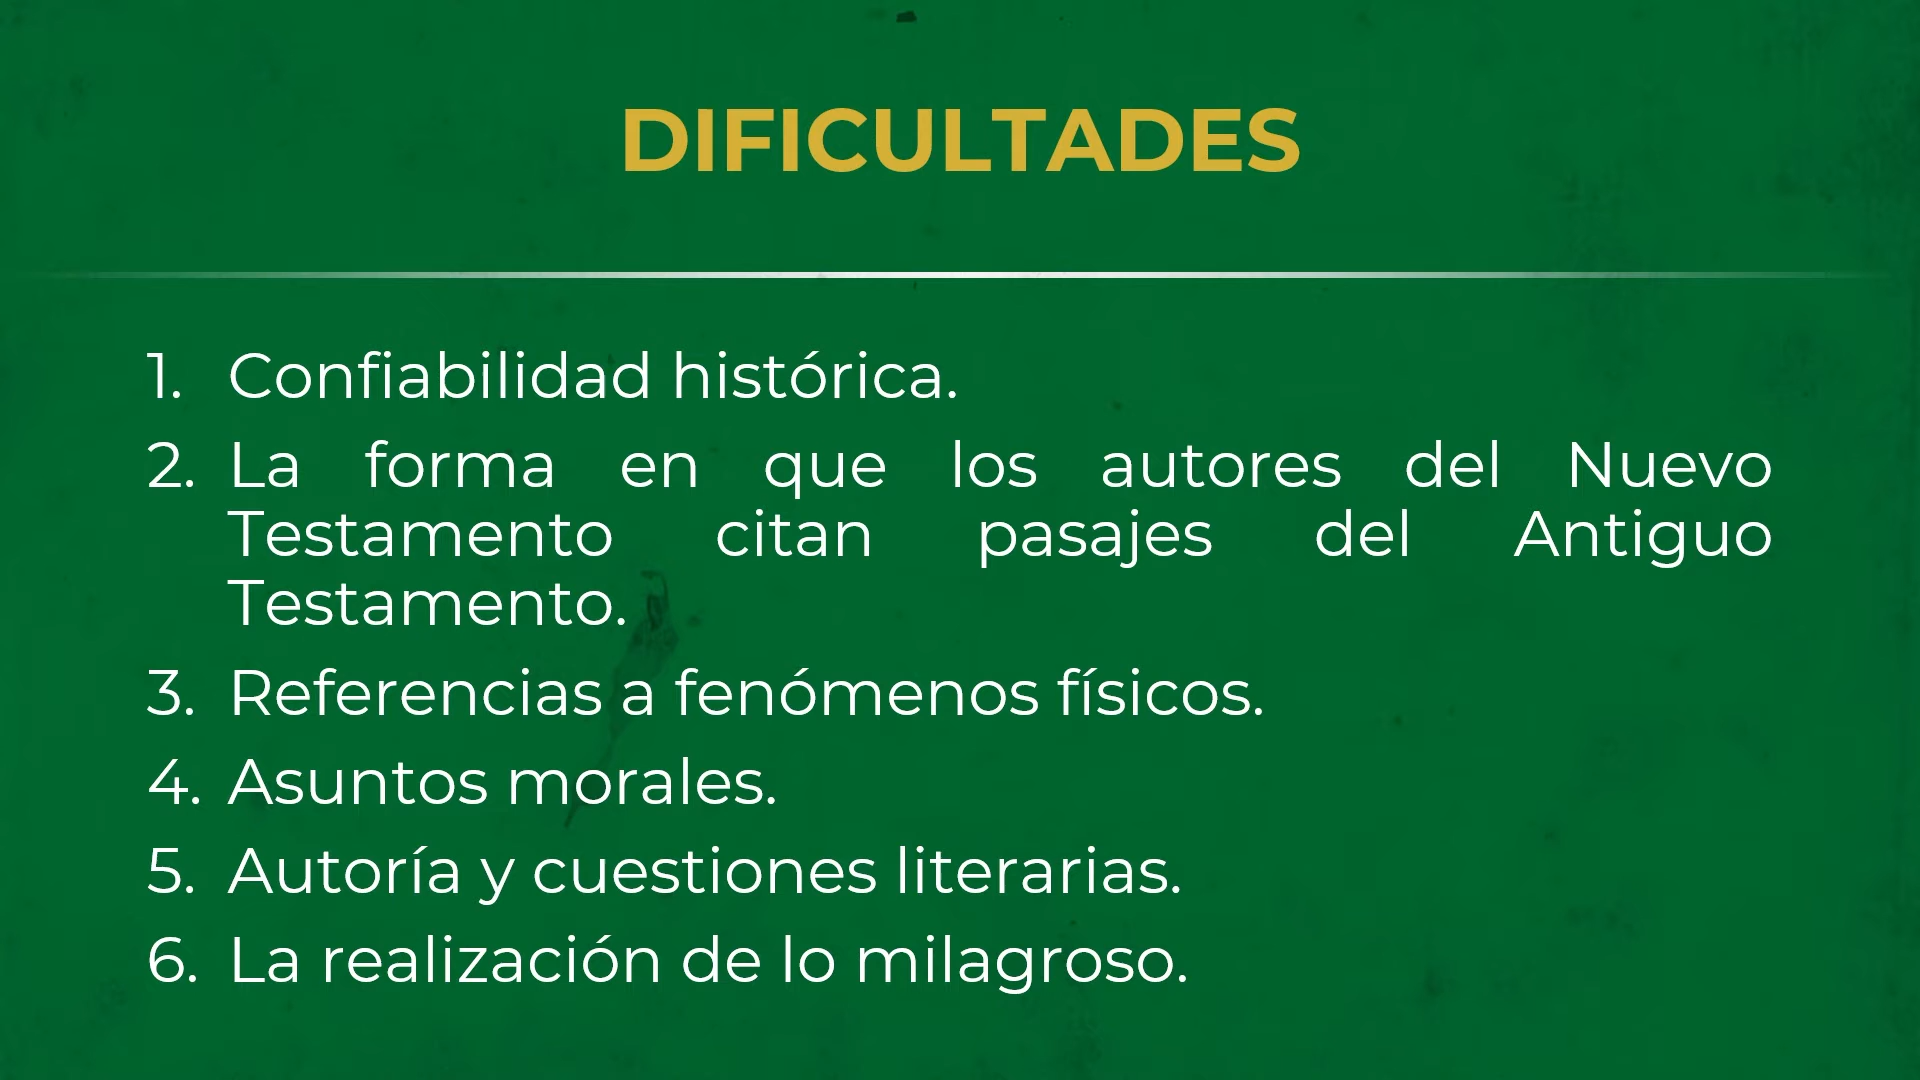 DIFICULTADES
1. Confiabilidad histórica.
2. La forma en que los autores del Nuevo
Testamento citan pasajes del Antiguo
Testamento.
3. Referencias a fenómenos físicos.
4. Asuntos morales.
5. Autoría y cuestiones literarias.
6. La realización de lo milagroso.